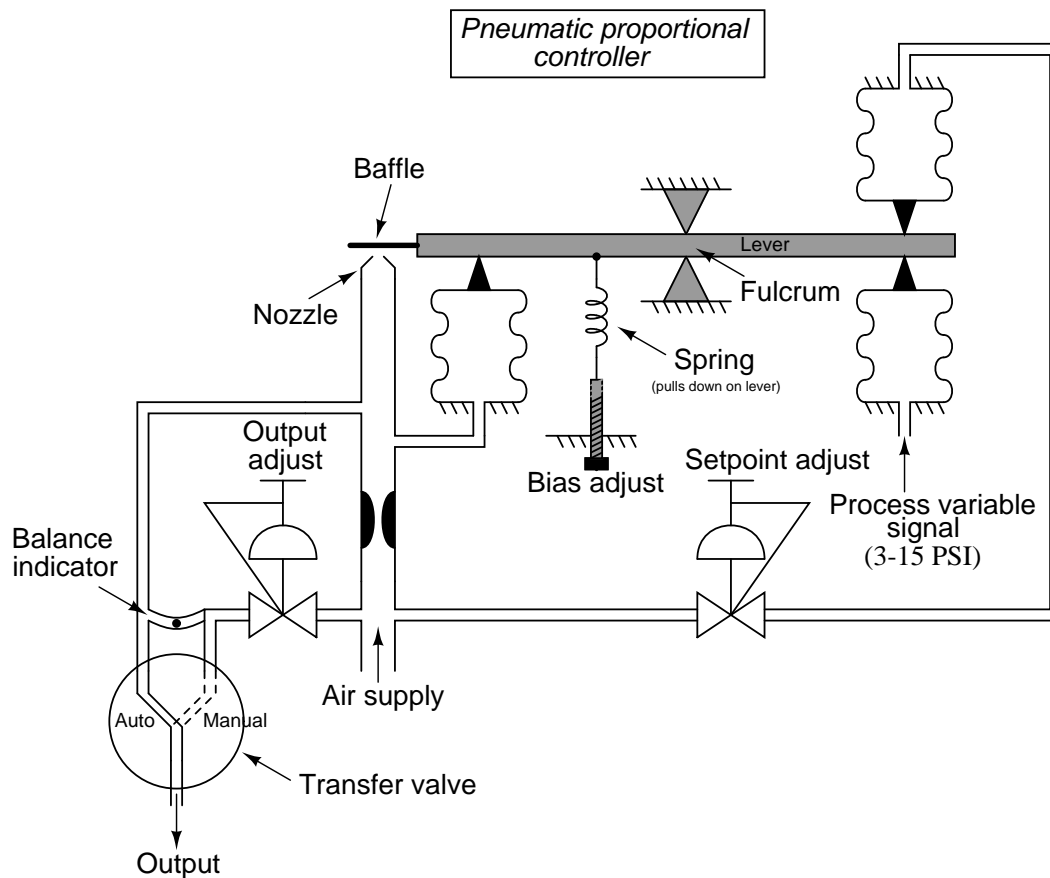 Pneumatic proportional
controller
Baffle
Lever
Nozzle
Fulcrum
Spring
(pulls down on lever)
Output
adjust
Bias adjust
Setpoint adjust
Process variable
signal
(3-15 PSI)
Balance
indicator
Air supply
Auto
Manual
Transfer valve
Output